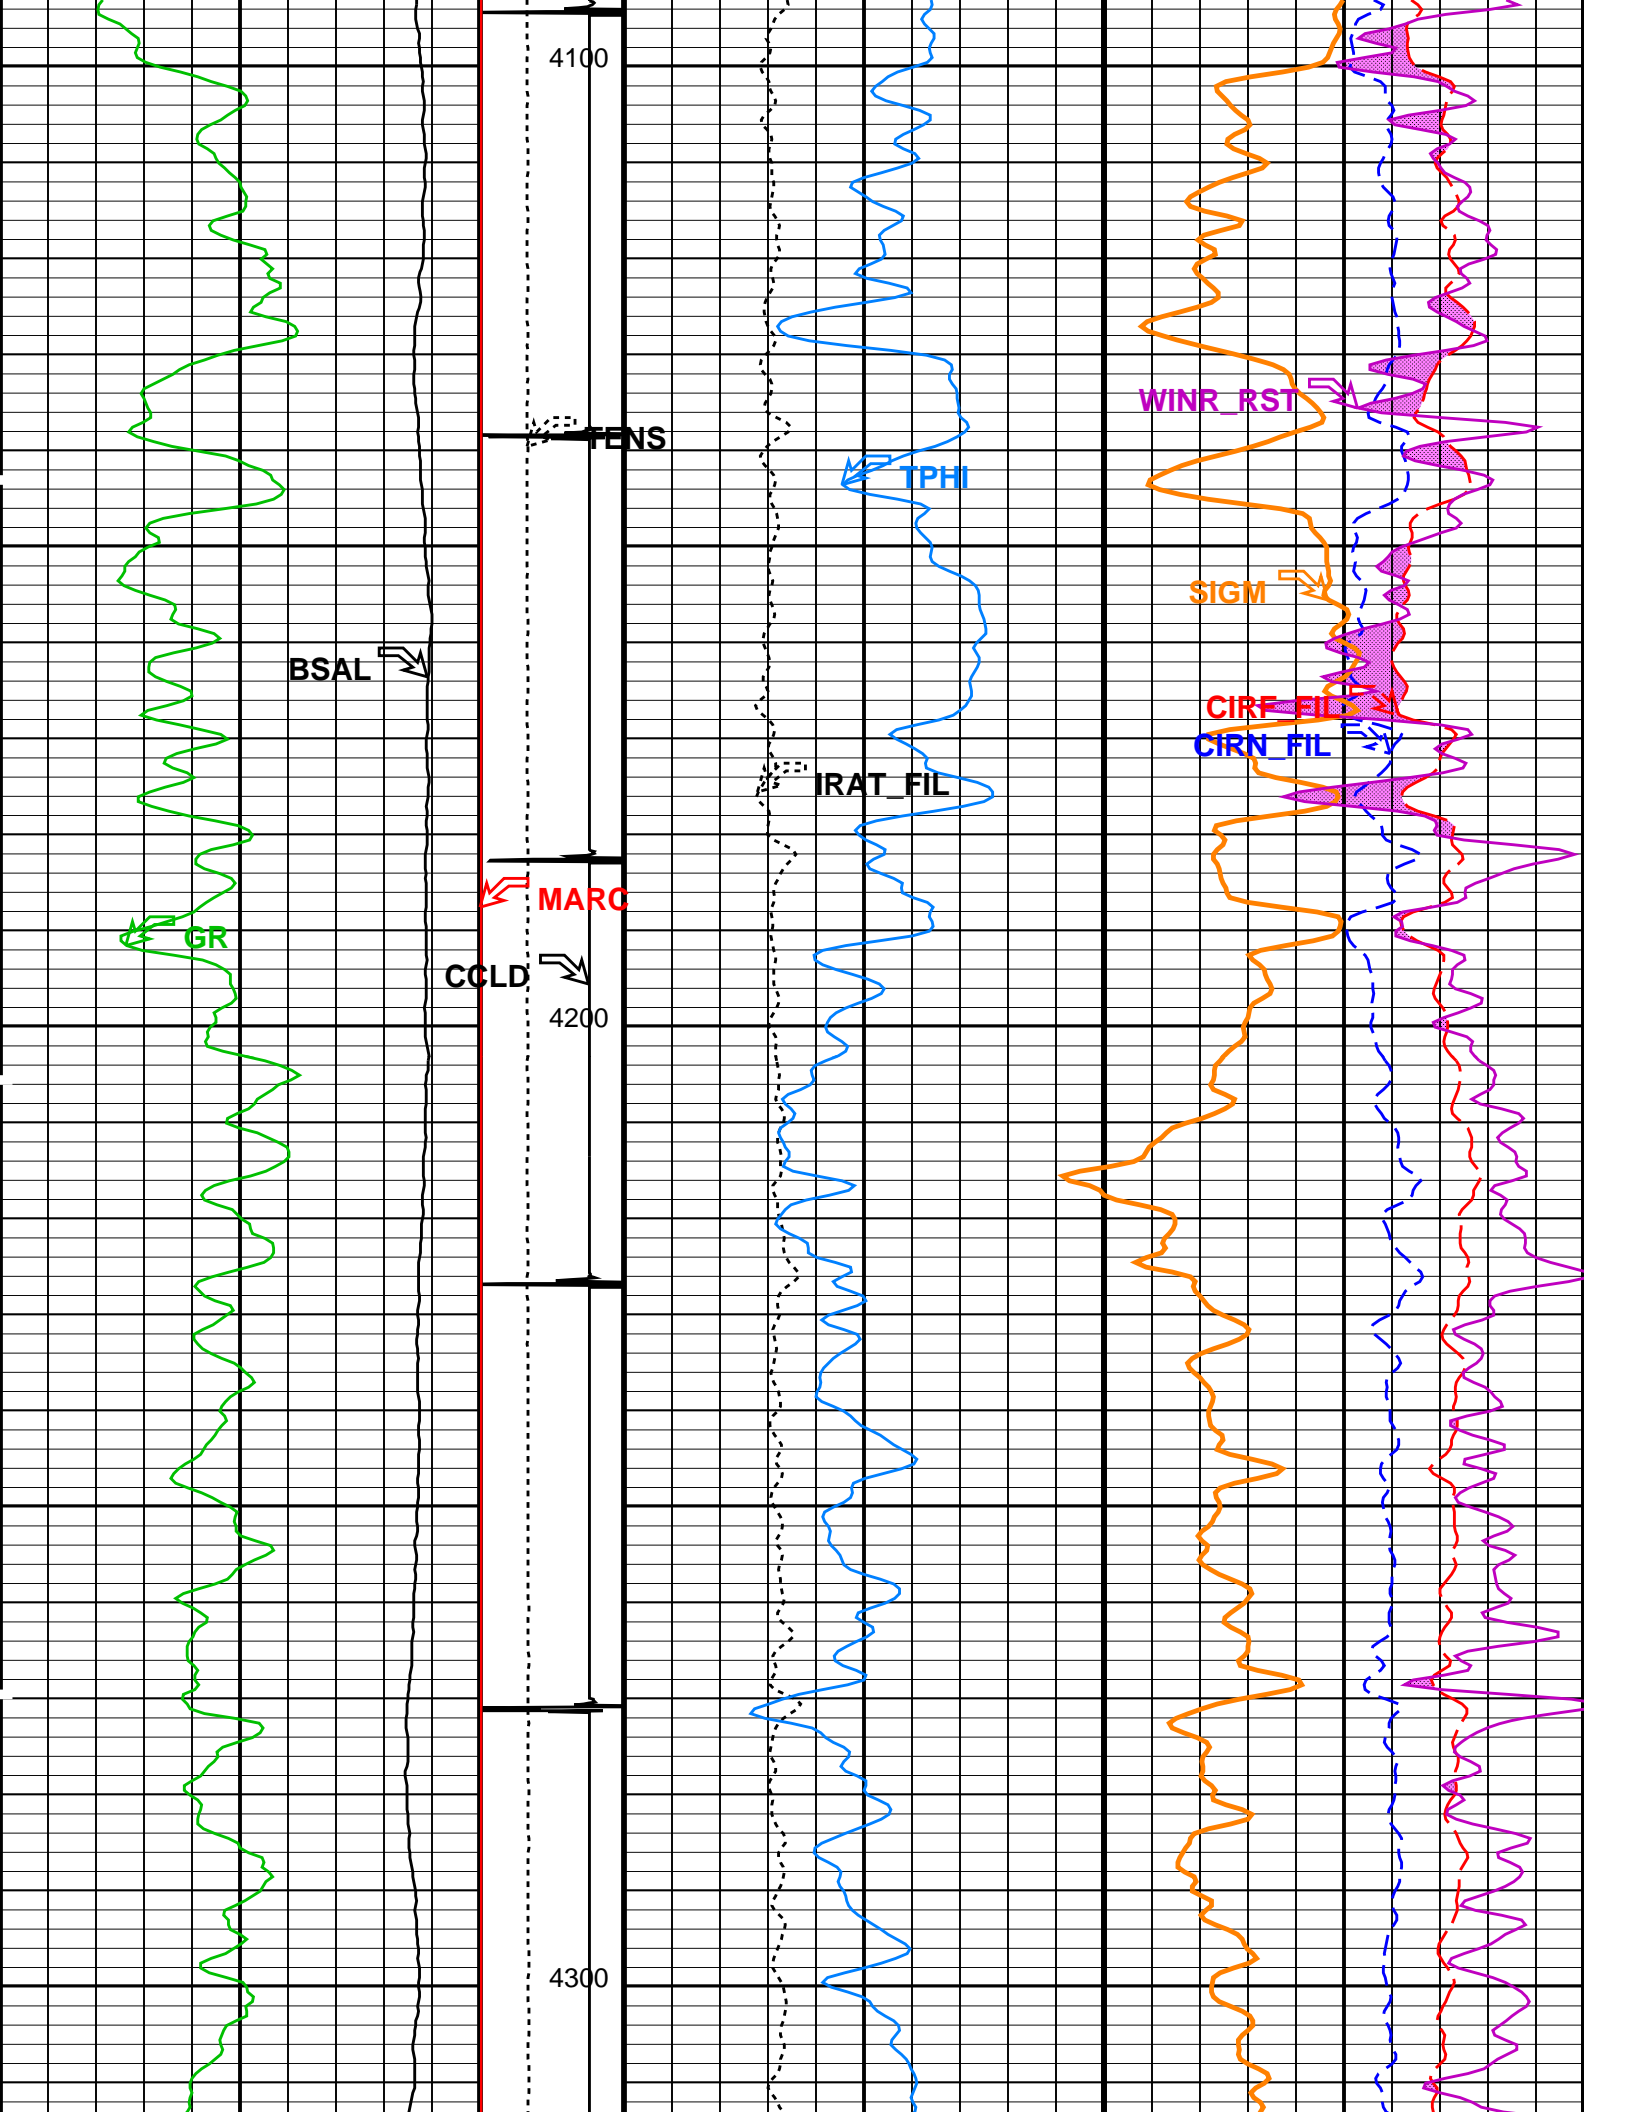 4100
WINR_RST
TENS
TPHI
SIGM
BSAL
CIRF_FIL
CIRN_FIL
IRAT_FIL
MARC
GR
CCLD
4200
4300